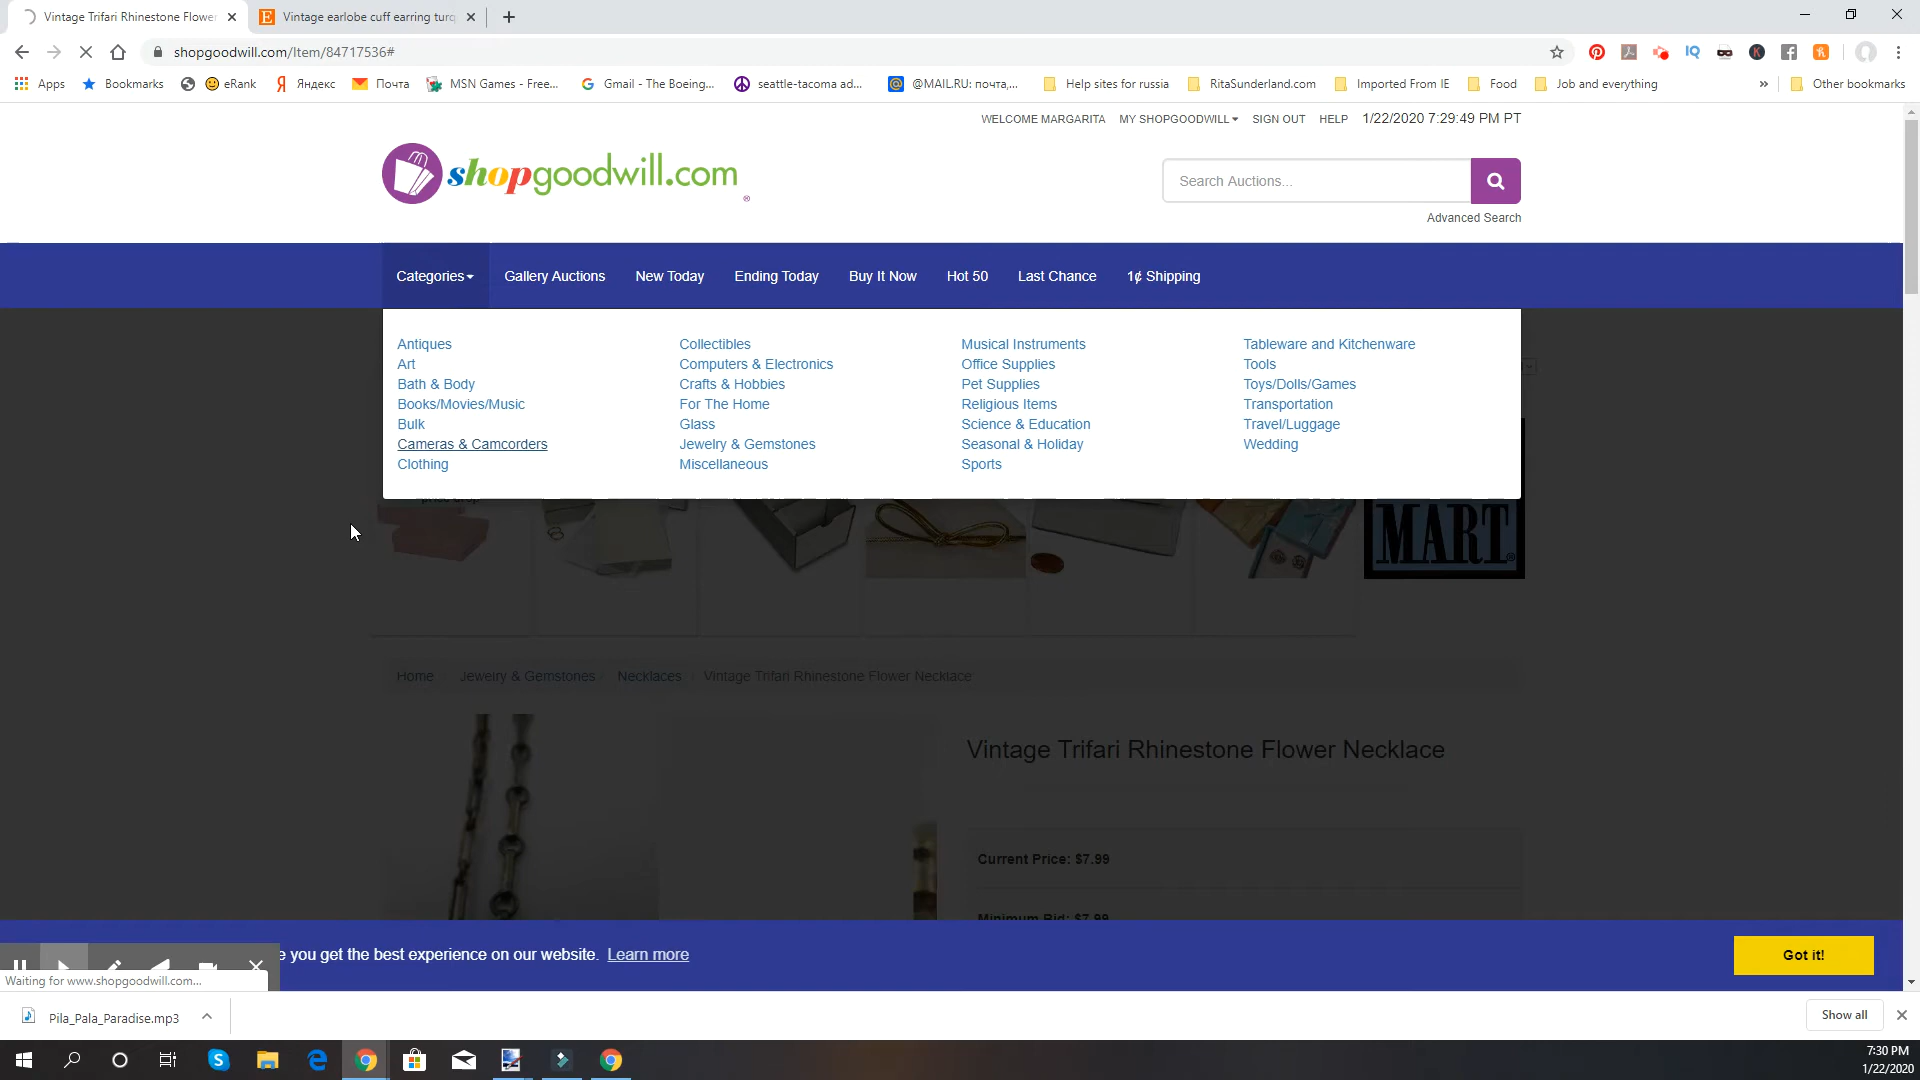 Vintage Trifari Rhinestone Flower
Vintage earlobe cuff earring turq
shopgoodwill.com/Item/84717536#
Apps
Bookmarks
eRank
Яндекс
Почта
MSN Games - Free...
Gmail - The Boeing...
seattle-tacoma ad...
@MAIL.RU: почта,...
Help sites for russia
RitaSunderland.com
Imported From IE
Food
Job and everything
»
Other bookmarks
WELCOME MARGARITA MY SHOPGOODWILL SIGN OUT HELP 1/22/2020 7:29:49 PM PT
shopgoodwill.com
Search Auctions...
Advanced Search
Categories Gallery Auctions New Today Ending Today Buy It Now Hot 50 Last Chance 1¢ Shipping
Antiques
Art
Bath & Body
Books/Movies/Music
Bulk
Cameras & Camcorders
Clothing
Collectibles
Computers & Electronics
Crafts & Hobbies
For The Home
Glass
Jewelry & Gemstones
Miscellaneous
Musical Instruments
Office Supplies
Pet Supplies
Religious Items
Science & Education
Seasonal & Holiday
Sports
Tableware and Kitchenware
Tools
Toys/Dolls/Games
Transportation
Travel/Luggage
Wedding
MART
Home / Jewelry & Gemstones / Necklaces / Vintage Trifari Rhinestone Flower Necklace
Vintage Trifari Rhinestone Flower Necklace
Current Price: $7.99
Minimum Bid: $7.99
e you get the best experience on our website. Learn more
Got it!
Waiting for www.shopgoodwill.com...
Pila_Pala_Paradise.mp3
Show all
7:30 PM
1/22/2020